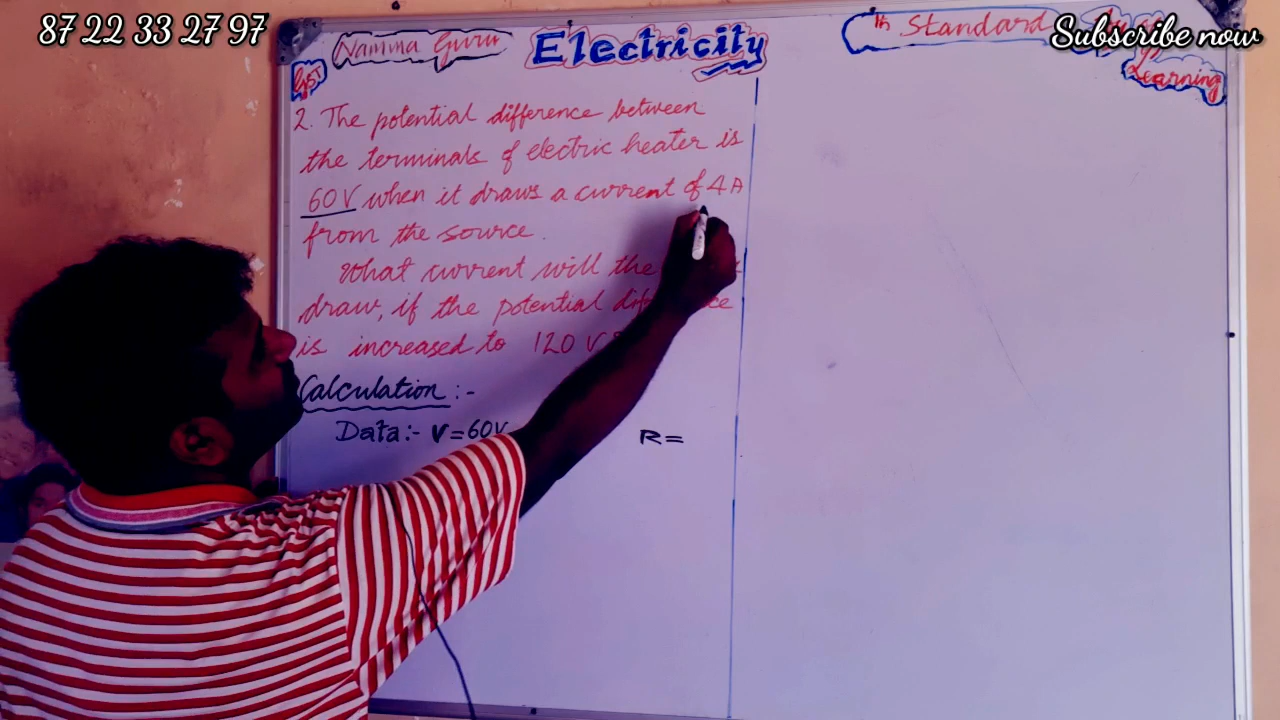 87 22 33 27 97
Subscribe now
Namma Guru
Electricity
th Standard
Learning
2. The potential difference between
the terminals of electric heater is
60V when it draws a current of 4A
from the source.
What current will the
draw, if the potential
is increased to 120 V
Calculation :-
Data :- V=60V
R=